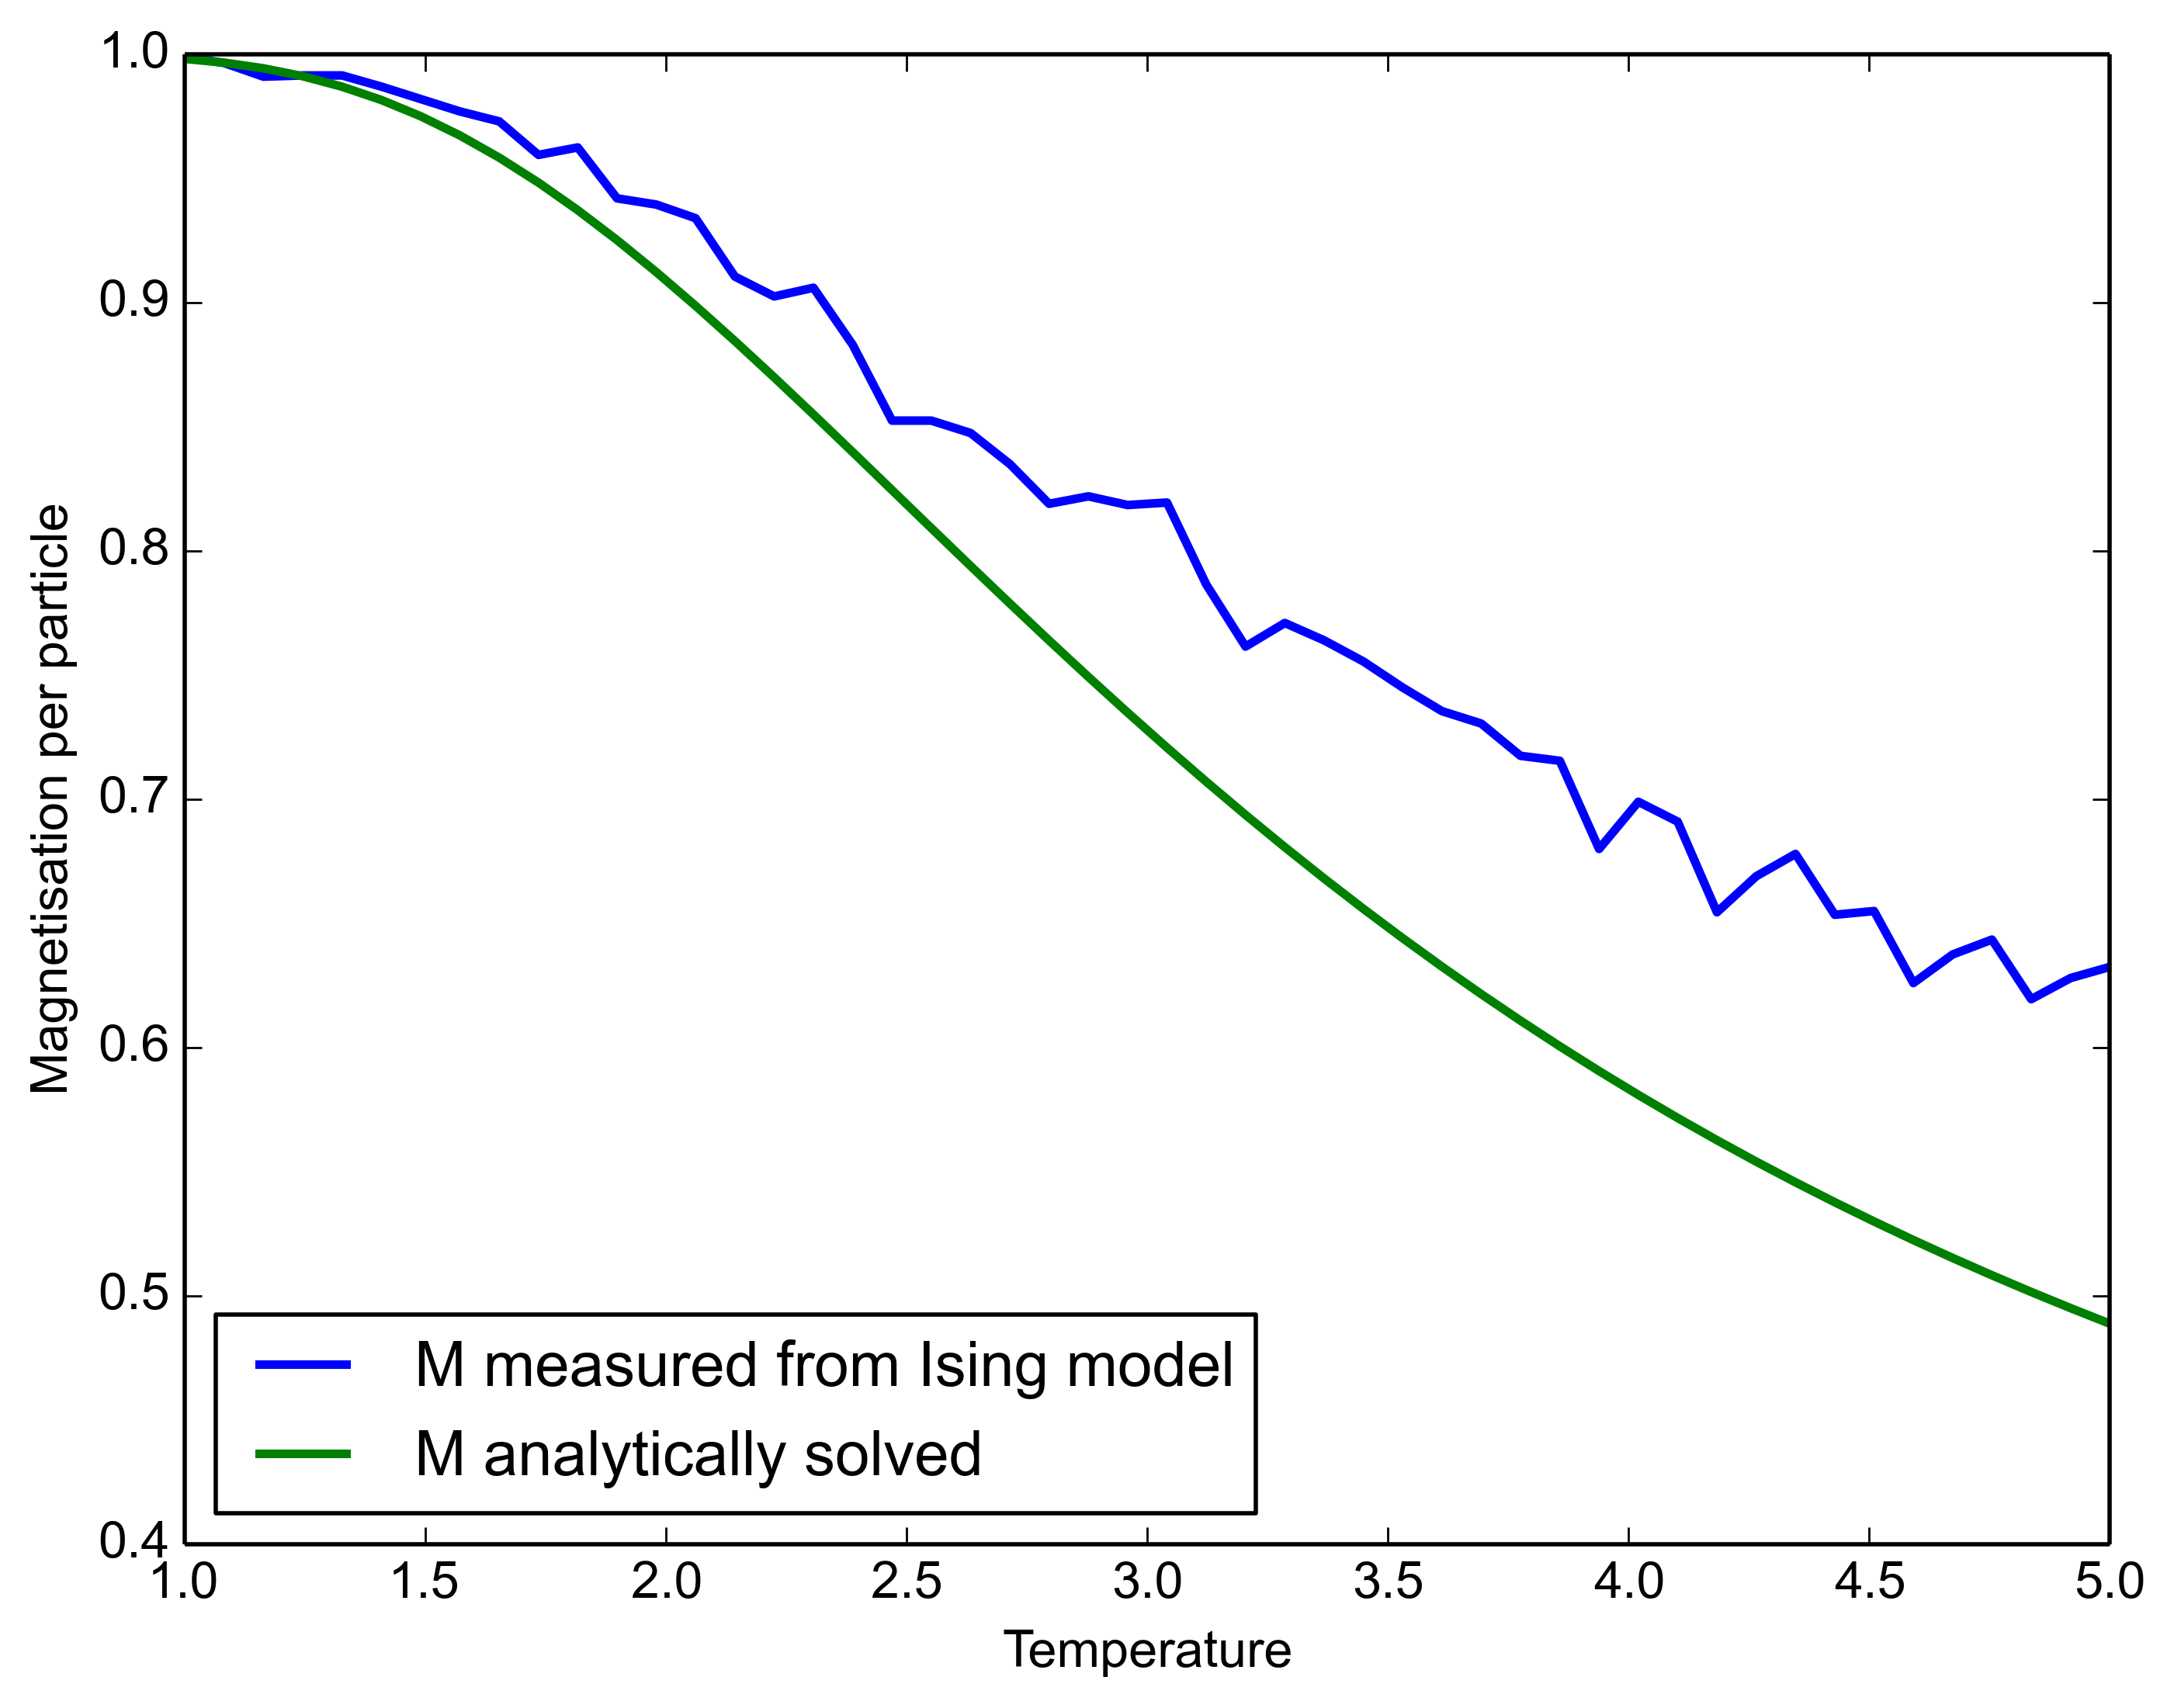 1.0
0.9
0.8
0.7
0.6
0.5
0.4
Magnetisation per particle
M measured from Ising model
M analytically solved
1.0 1.5 2.0 2.5 3.0 3.5 4.0 4.5 5.0
Temperature